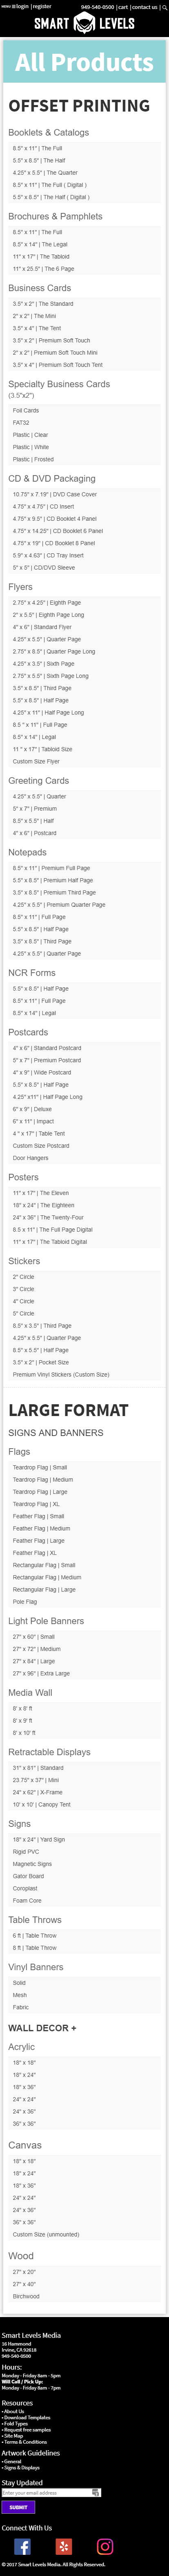 MENU login | register
949-540-8500 | cart | contact us |
SMART LEVELS
All Products
OFFSET PRINTING
Booklets & Catalogs
8.5" x 11" | The Full
5.5" x 8.5" | The Half
4.25" x 5.5" | The Quarter
8.5" x 11" | The Full ( Digital )
5.5" x 8.5" | The Half ( Digital )
Brochures & Pamphlets
8.5" x 11" | The Full
8.5" x 14" | The Legal
11" x 17" | The Tabloid
11" x 25.5" | The 6 Page
Business Cards
3.5" x 2" | The Standard
2" x 2" | The Mini
3.5" x 4" | The Tent
3.5" x 2" | Premium Soft Touch
2" x 2" | Premium Soft Touch Mini
3.5" x 4" | Premium Soft Touch Tent
Specialty Business Cards
(3.5"x2")
Foil Cards
FAT32
Plastic | Clear
Plastic | White
Plastic | Frosted
CD & DVD Packaging
10.75" x 7.19" | DVD Case Cover
4.75" x 4.75" | CD Insert
4.75" x 9.5" | CD Booklet 4 Panel
4.75" x 14.25" | CD Booklet 6 Panel
4.75" x 19" | CD Booklet 8 Panel
5.9" x 4.63" | CD Tray Insert
5" x 5" | CD/DVD Sleeve
Flyers
2.75" x 4.25" | Eighth Page
2" x 5.5" | Eighth Page Long
4" x 6" | Standard Flyer
4.25" x 5.5" | Quarter Page
2.75" x 8.5" | Quarter Page Long
4.25" x 3.5" | Sixth Page
2.75" x 5.5" | Sixth Page Long
3.5" x 8.5" | Third Page
5.5" x 8.5" | Half Page
4.25" x 11" | Half Page Long
8.5 " x 11" | Full Page
8.5" x 14" | Legal
11 " x 17" | Tabloid Size
Custom Size Flyer
Greeting Cards
4.25" x 5.5" | Quarter
5" x 7" | Premium
8.5" x 5.5" | Half
4" x 6" | Postcard
Notepads
8.5" x 11" | Premium Full Page
5.5" x 8.5" | Premium Half Page
3.5" x 8.5" | Premium Third Page
4.25" x 5.5" | Premium Quarter Page
8.5" x 11" | Full Page
5.5" x 8.5" | Half Page
3.5" x 8.5" | Third Page
4.25" x 5.5" | Quarter Page
NCR Forms
5.5" x 8.5" | Half Page
8.5" x 11" | Full Page
8.5" x 14" | Legal
Postcards
4" x 6" | Standard Postcard
5" x 7" | Premium Postcard
4" x 9" | Wide Postcard
5.5" x 8.5" | Half Page
4.25" x11" | Half Page Long
6" x 9" | Deluxe
6" x 11" | Impact
4 " x 17" | Table Tent
Custom Size Postcard
Door Hangers
Posters
11" x 17" | The Eleven
18" x 24" | The Eighteen
24" x 36" | The Twenty-Four
8.5 x 11" | The Full Page Digital
11" x 17" | The Tabloid Digital
Stickers
2" Circle
3" Circle
4" Circle
5" Circle
8.5" x 3.5" | Third Page
4.25" x 5.5" | Quarter Page
8.5" x 5.5" | Half Page
3.5" x 2" | Pocket Size
Premium Vinyl Stickers (Custom Size)
LARGE FORMAT
SIGNS AND BANNERS
Flags
Teardrop Flag | Small
Teardrop Flag | Medium
Teardrop Flag | Large
Teardrop Flag | XL
Feather Flag | Small
Feather Flag | Medium
Feather Flag | Large
Feather Flag | XL
Rectangular Flag | Small
Rectangular Flag | Medium
Rectangular Flag | Large
Pole Flag
Light Pole Banners
27" x 60" | Small
27" x 72" | Medium
27" x 84" | Large
27" x 96" | Extra Large
Media Wall
8' x 8' ft
8' x 9' ft
8' x 10' ft
Retractable Displays
31" x 81" | Standard
23.75" x 37" | Mini
24" x 62" | X-Frame
10' x 10' | Canopy Tent
Signs
18" x 24" | Yard Sign
Rigid PVC
Magnetic Signs
Gator Board
Coroplast
Foam Core
Table Throws
6 ft | Table Throw
8 ft | Table Throw
Vinyl Banners
Solid
Mesh
Fabric
WALL DECOR +
Acrylic
18" x 18"
18" x 24"
18" x 36"
24" x 24"
24" x 36"
36" x 36"
Canvas
18" x 18"
18" x 24"
18" x 36"
24" x 24"
24" x 36"
36" x 36"
Custom Size (unmounted)
Wood
27" x 20"
27" x 40"
Birchwood
Smart Levels Media
16 Hammond
Irvine, CA 92618
949-540-8500
Hours:
Monday - Friday 8am - 5pm
Will Call / Pick Up:
Monday - Friday 8am - 7pm
Resources
• About Us
• Download Templates
• Fold Types
• Request free samples
• Site Map
• Terms & Conditions
Artwork Guidelines
• General
• Signs & Displays
Stay Updated
Enter your email address
SUBMIT
Connect With Us
© 2017 Smart Levels Media. All Rights Reserved.